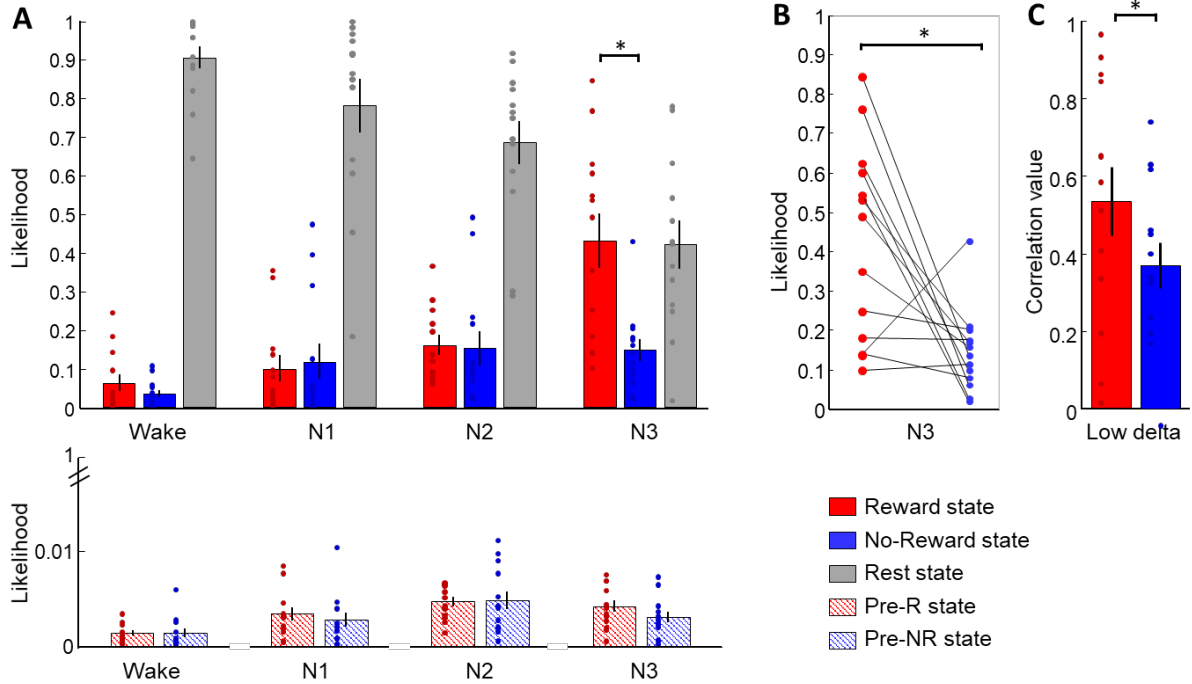 A
B
C
*
*
*
Likelihood
1
0.9
0.8
0.7
0.6
0.5
0.4
0.3
0.2
0.1
0
Wake
N1
N2
N3
Likelihood
1
0.9
0.8
0.7
0.6
0.5
0.4
0.3
0.2
0.1
0
N3
Correlation value
1
0.8
0.6
0.4
0.2
0
Low delta
Likelihood
1
0.01
0
Wake
N1
N2
N3
Reward state
No-Reward state
Rest state
Pre-R state
Pre-NR state